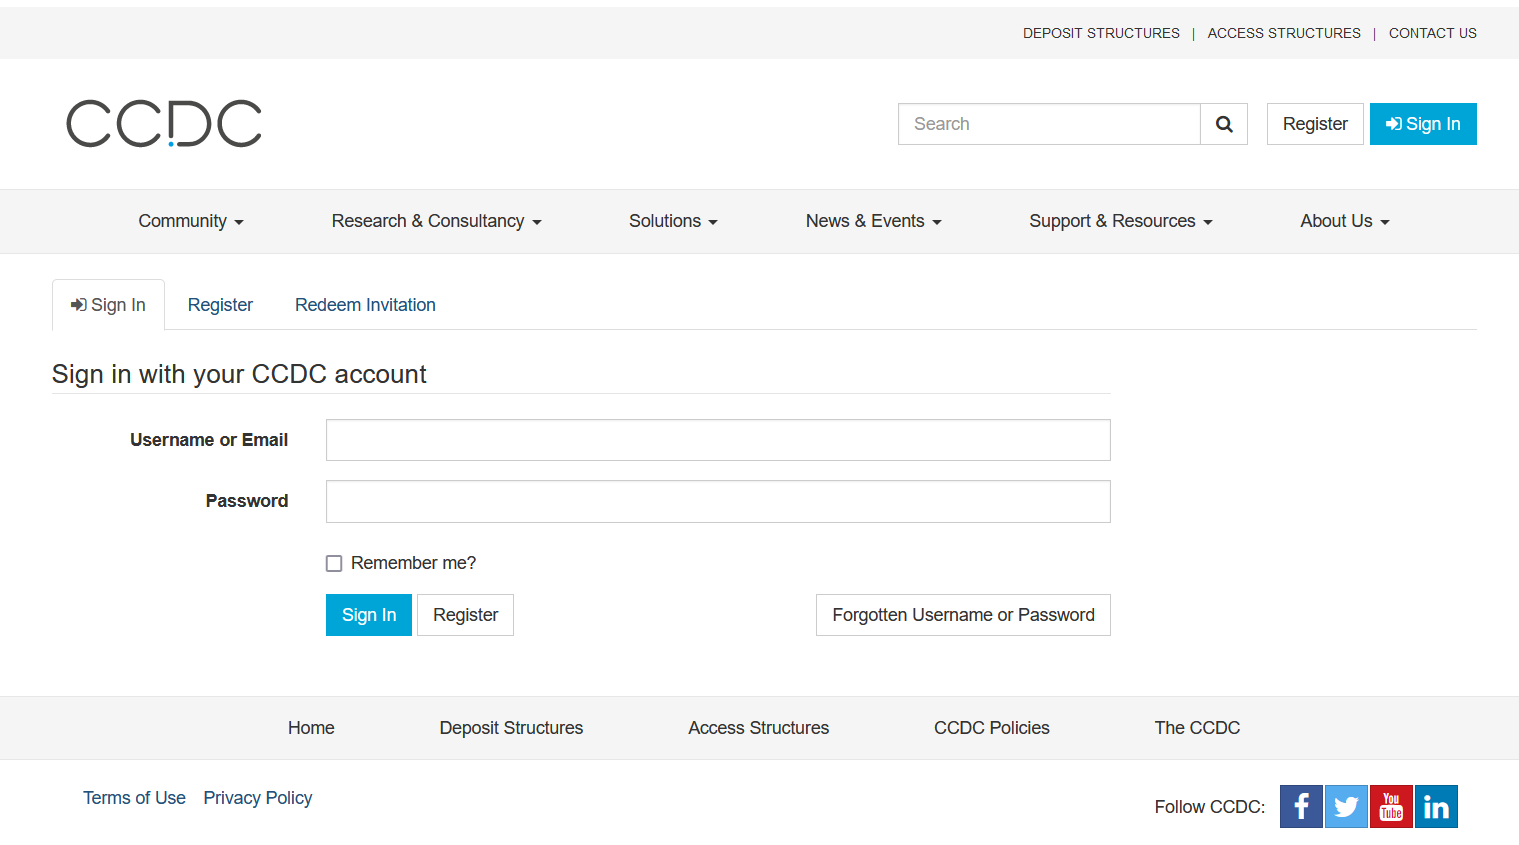 DEPOSIT STRUCTURES | ACCESS STRUCTURES | CONTACT US
CCDC
Search
Register
Sign In
Community
Research & Consultancy
Solutions
News & Events
Support & Resources
About Us
Sign In
Register
Redeem Invitation
Sign in with your CCDC account
Username or Email
Password
Remember me?
Sign In
Register
Forgotten Username or Password
Home
Deposit Structures
Access Structures
CCDC Policies
The CCDC
Terms of Use
Privacy Policy
Follow CCDC:
f
You
Tube
in